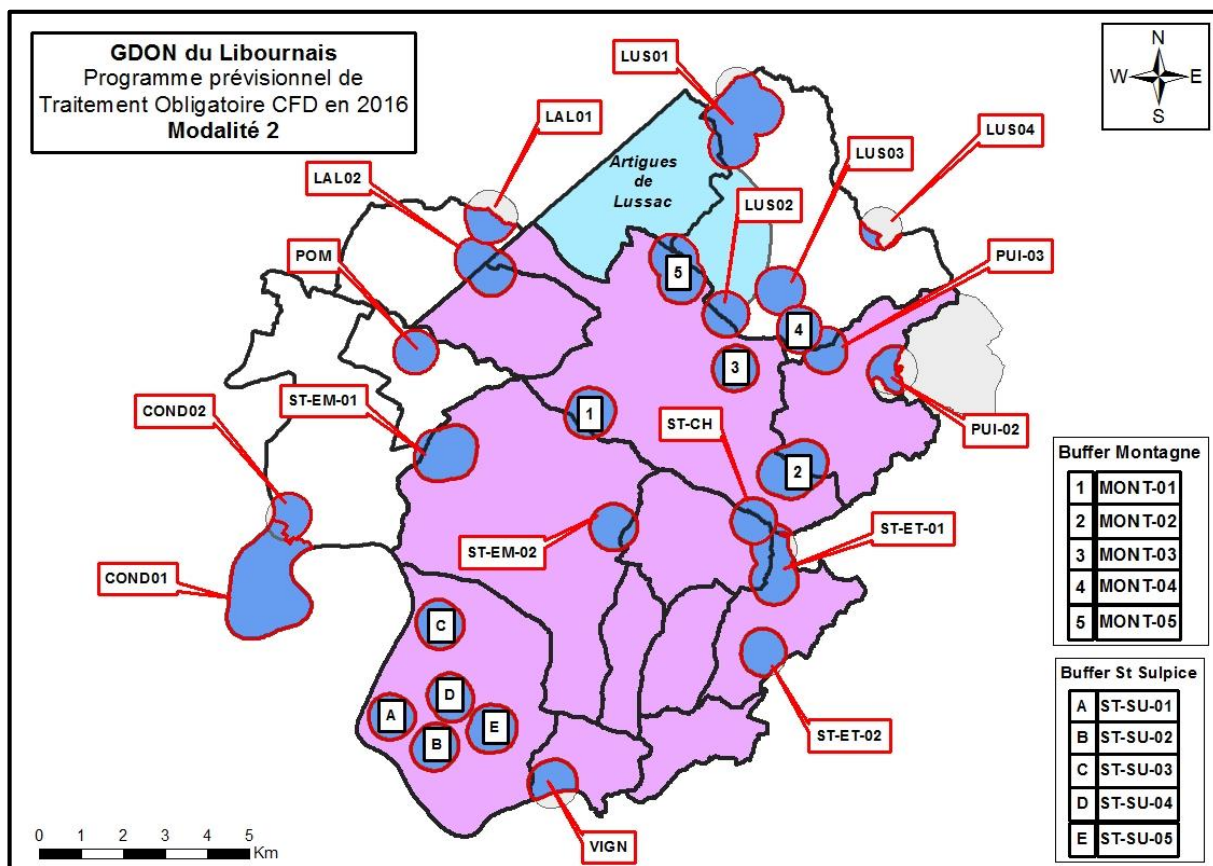 GDON du Libournais
Programme prévisionnel de
Traitement Obligatoire CFD en 2016
Modalité 2
N
W
E
S
LUS01
LAL01
LUS04
LUS03
LAL02
Artigues
de
Lussac
LUS02
POM
PUI-03
5
4
3
ST-EM-01
COND02
1
ST-CH
PUI-02
2
ST-EM-02
ST-ET-01
COND01
C
D
A
E
B
ST-ET-02
VIGN
Buffer Montagne
1 MONT-01
2 MONT-02
3 MONT-03
4 MONT-04
5 MONT-05
Buffer St Sulpice
A ST-SU-01
B ST-SU-02
C ST-SU-03
D ST-SU-04
E ST-SU-05
0 1 2 3 4 5
Km